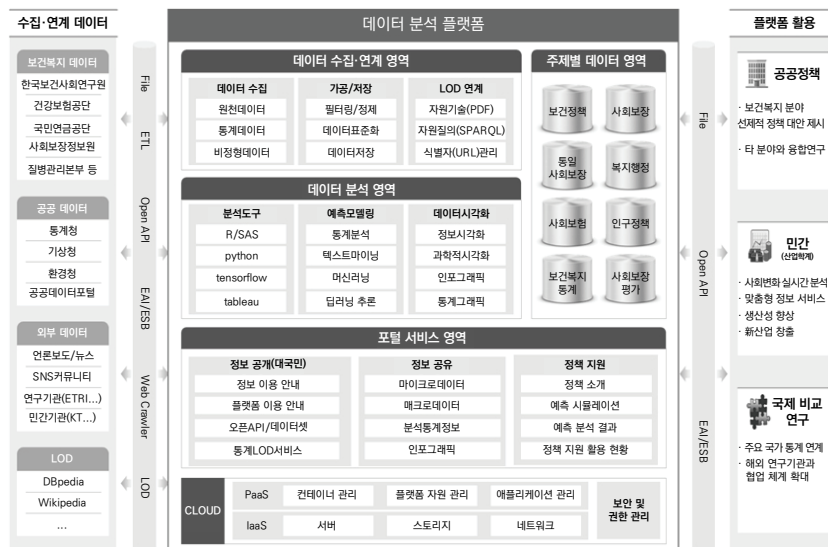 수집·연계 데이터
보건복지 데이터
한국보건사회연구원
건강보험공단
국민연금공단
사회보장정보원
질병관리본부 등
공공 데이터
통계청
기상청
환경청
공공데이터포털
외부 데이터
언론보도/뉴스
SNS커뮤니티
연구기관(ETRI...)
민간기관(KT...)
LOD
DBpedia
Wikipedia
...
File
ETL
Open API
EAI/ESB
Web Crawler
LOD
데이터 분석 플랫폼
데이터 수집·연계 영역
데이터 수집 가공/저장 LOD 연계
원천데이터 필터링/정제 자원기술(PDF)
통계데이터 데이터표준화 자원질의(SPARQL)
비정형데이터 데이터저장 식별자(URL)관리
데이터 분석 영역
분석도구 예측모델링 데이터시각화
R/SAS 통계분석 정보시각화
python 텍스트마이닝 과학적시각화
tensorflow 머신러닝 인포그래픽
tableau 딥러닝 추론 통계그래픽
주제별 데이터 영역
보건정책 사회보장
통일
사회보장
복지행정
사회보험 인구정책
보건복지
통계
사회보장
평가
포털 서비스 영역
정보 공개(대국민) 정보 공유 정책 지원
정보 이용 안내 마이크로데이터 정책 소개
플랫폼 이용 안내 매크로데이터 예측 시뮬레이션
오픈API/데이터셋 분석통계정보 예측 분석 결과
통계LOD서비스 인포그래픽 정책 지원 활용 현황
CLOUD
PaaS 컨테이너 관리 플랫폼 자원 관리 애플리케이션 관리
IaaS 서버 스토리지 네트워크
보안 및
권한 관리
File
Open API
EAI/ESB
플랫폼 활용
공공정책
· 보건복지 분야
선제적 정책 대안 제시
· 타 분야와 융합연구
민간
(산업학계)
· 사회변화 실시간 분석
· 맞춤형 정보 서비스
· 생산성 향상
· 新산업 창출
국제 비교
연구
· 주요 국가 통계 연계
· 해외 연구기관과
협업 체계 확대